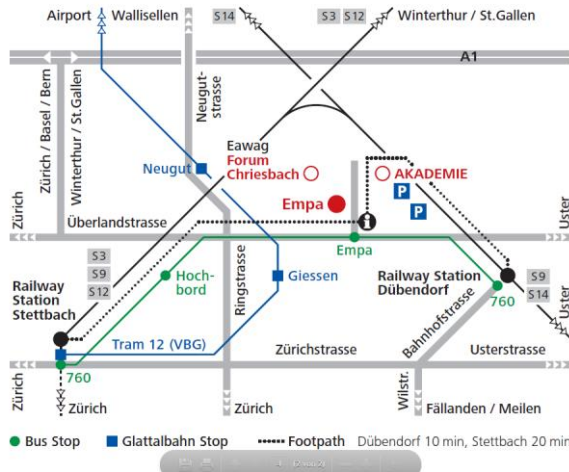 Airport
Wallisellen
S14
S3 S12
Winterthur / St.Gallen
A1
Zürich / Basel / Bern
Winterthur / St.Gallen
Neugut-
strasse
Eawag
Forum
Chriesbach
Neugut
AKADEMIE
P
P
Empa
i
Zürich
Überlandstrasse
Uster
Empa
S3
S9
S12
Hoch-
bord
Ringstrasse
Giessen
Railway Station
Dübendorf
S9
S14
Uster
Railway
Station
Stettbach
760
Bahnhofstrasse
Tram 12 (VBG)
Zürichstrasse
Usterstrasse
760
Zürich
Zürich
Zürich
Wilstr.
Fällanden / Meilen
Uster
Bus Stop
Glattalbahn Stop
Footpath
Dübendorf 10 min, Stettbach 20 min